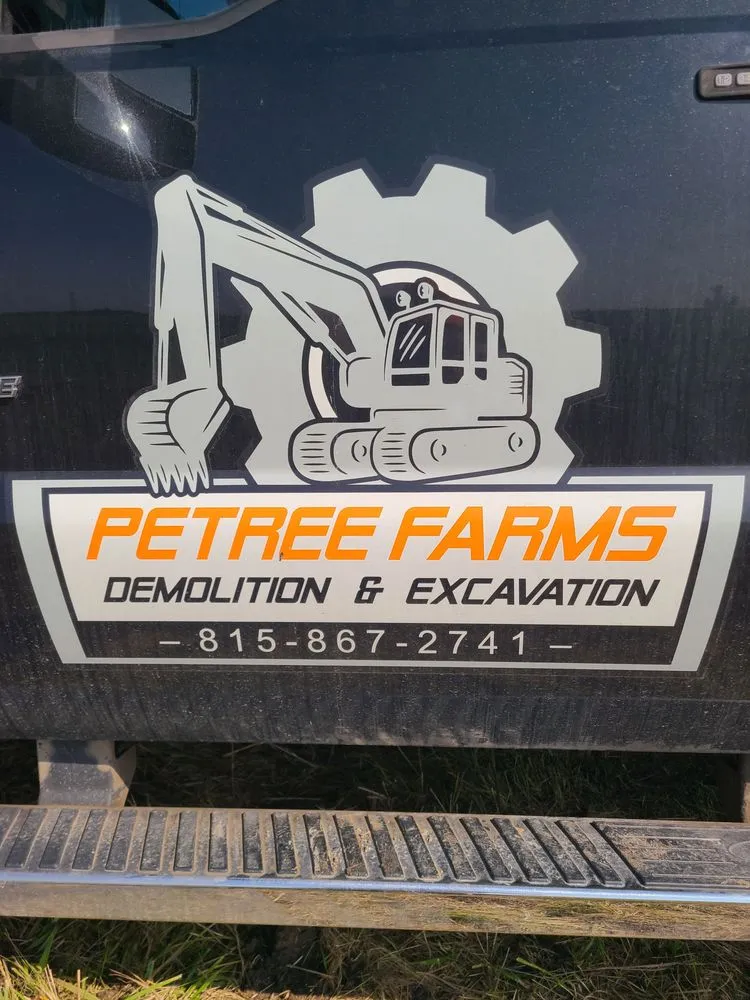 PETREE FARMS
DEMOLITION & EXCAVATION
– 815-867-2741 –